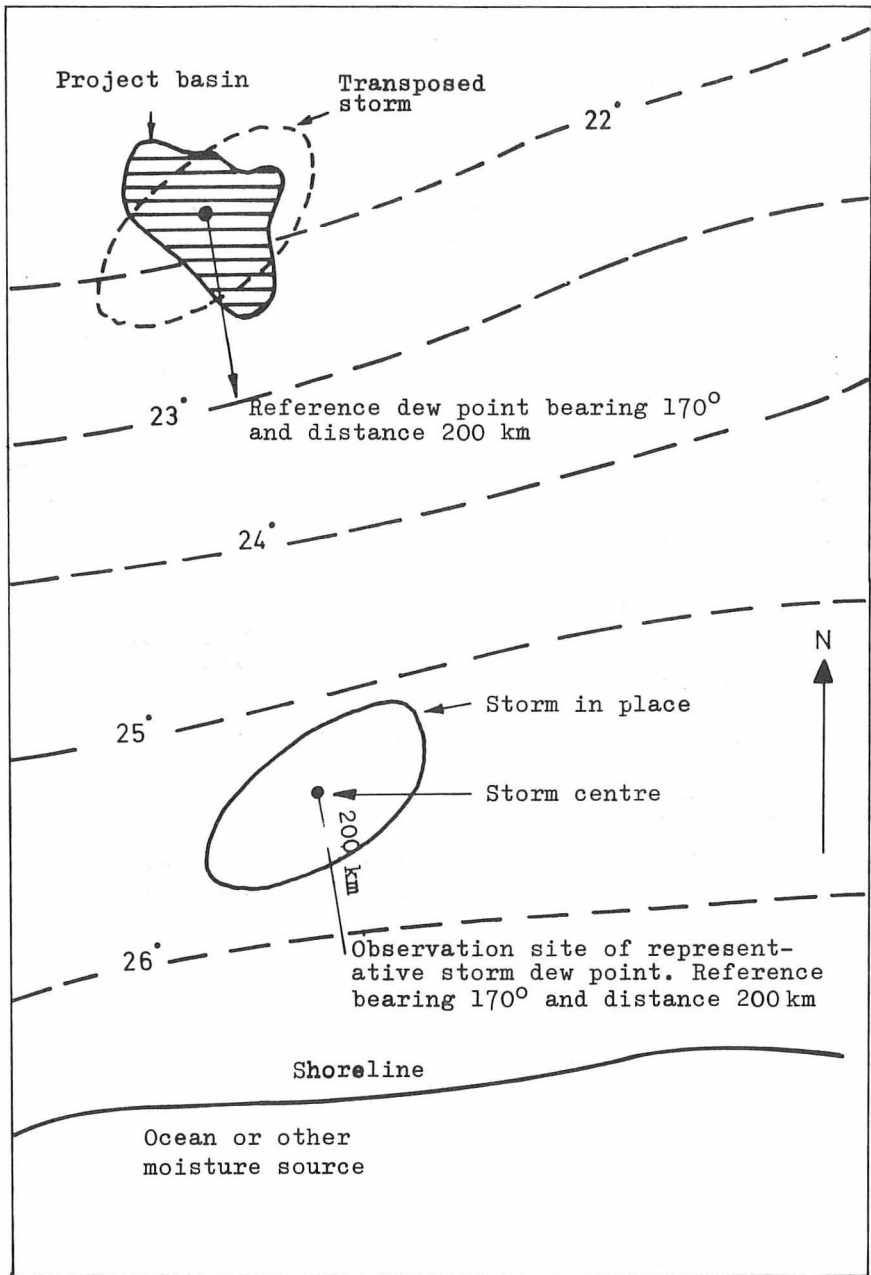 Project basin
Transposed
storm
22°
23°
Reference dew point bearing 170°
and distance 200 km
24°
N
25°
Storm in place
Storm centre
200 km
26°
Observation site of represent-
ative storm dew point. Reference
bearing 170° and distance 200 km
Shoreline
Ocean or other
moisture source